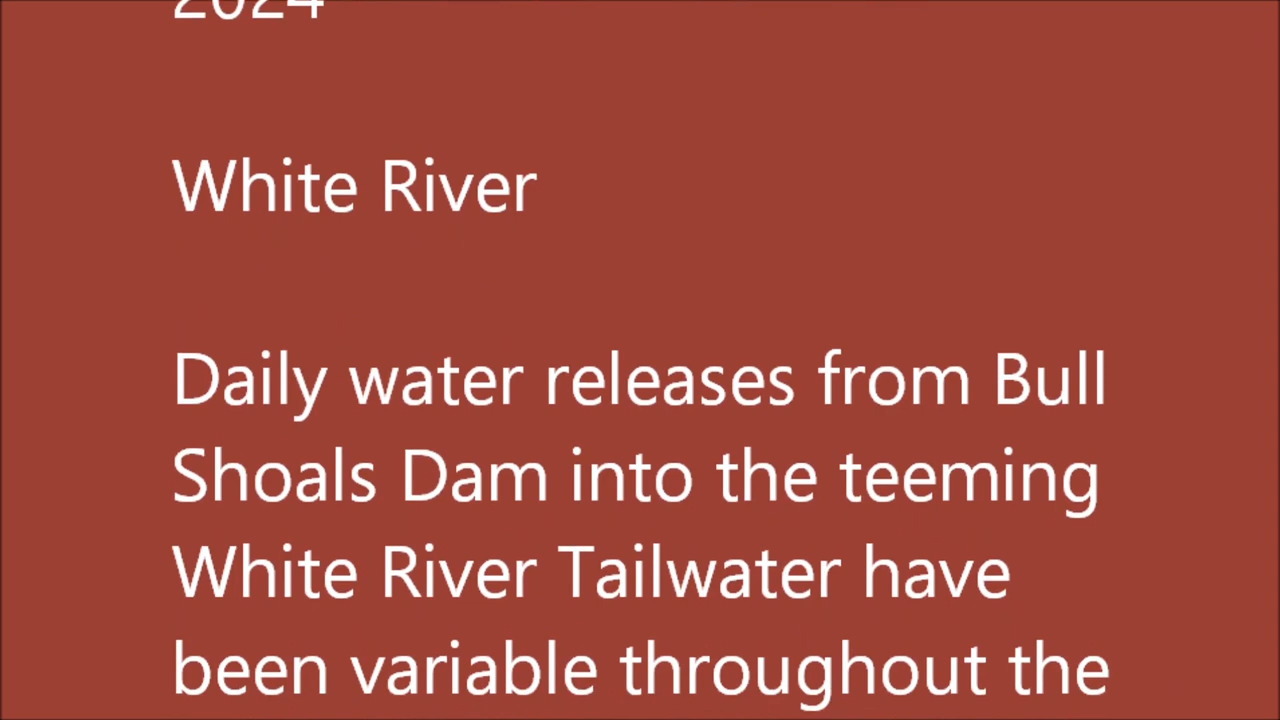 2024
White River
Daily water releases from Bull
Shoals Dam into the teeming
White River Tailwater have
been variable throughout the